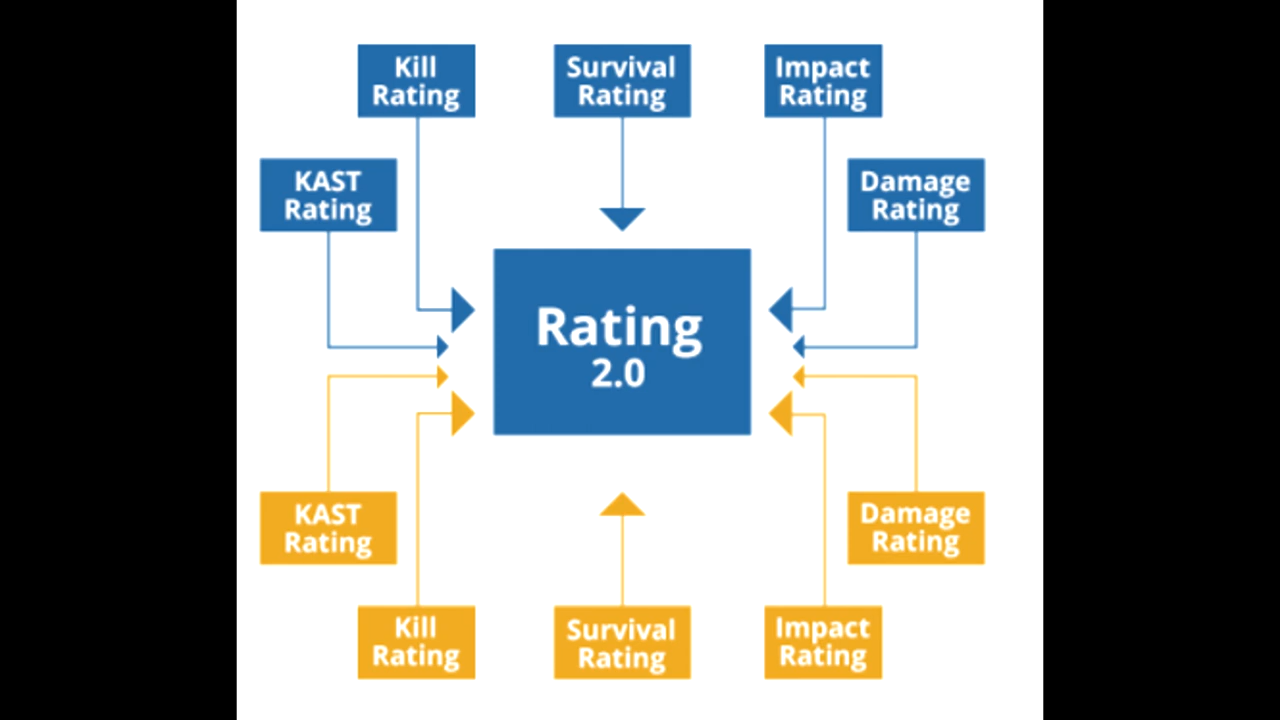 Kill
Rating
Survival
Rating
Impact
Rating
KAST
Rating
Damage
Rating
Rating
2.0
KAST
Rating
Damage
Rating
Kill
Rating
Survival
Rating
Impact
Rating